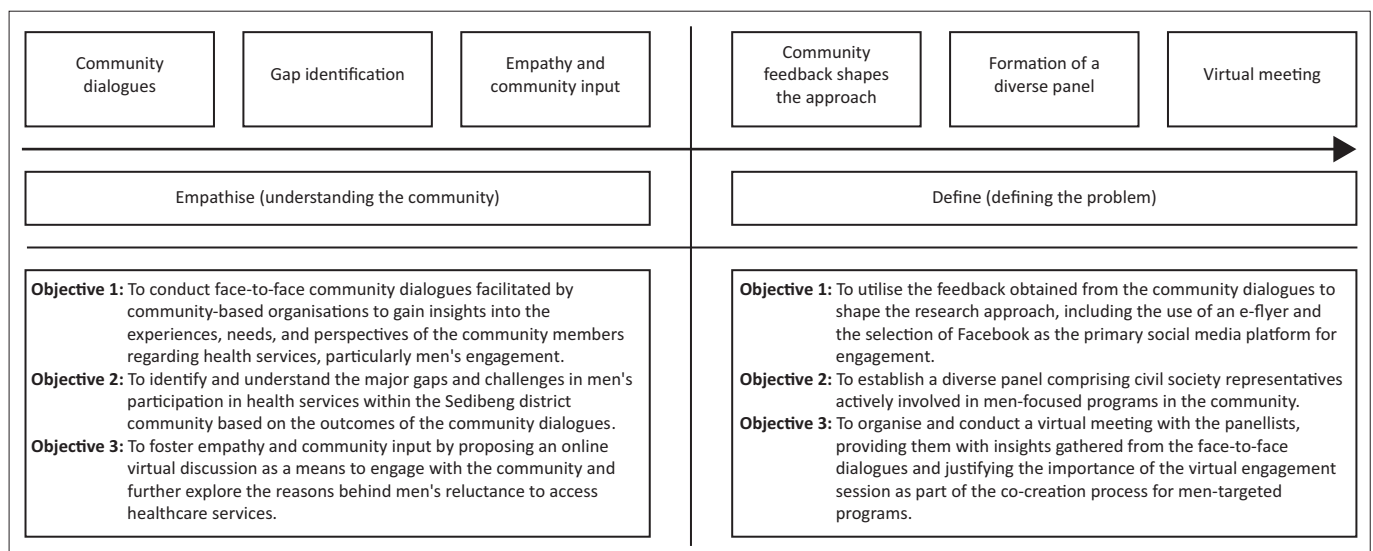 Community
dialogues
Gap identification
Empathy and
community input
Community
feedback shapes
the approach
Formation of a
diverse panel
Virtual meeting
Empathise (understanding the community)
Define (defining the problem)
Objective 1: To conduct face-to-face community dialogues facilitated by
community-based organisations to gain insights into the
experiences, needs, and perspectives of the community members
regarding health services, particularly men's engagement.
Objective 2: To identify and understand the major gaps and challenges in men's
participation in health services within the Sedibeng district
community based on the outcomes of the community dialogues.
Objective 3: To foster empathy and community input by proposing an online
virtual discussion as a means to engage with the community and
further explore the reasons behind men's reluctance to access
healthcare services.
Objective 1: To utilise the feedback obtained from the community dialogues to
shape the research approach, including the use of an e-flyer and
the selection of Facebook as the primary social media platform for
engagement.
Objective 2: To establish a diverse panel comprising civil society representatives
actively involved in men-focused programs in the community.
Objective 3: To organise and conduct a virtual meeting with the panellists,
providing them with insights gathered from the face-to-face
dialogues and justifying the importance of the virtual engagement
session as part of the co-creation process for men-targeted
programs.